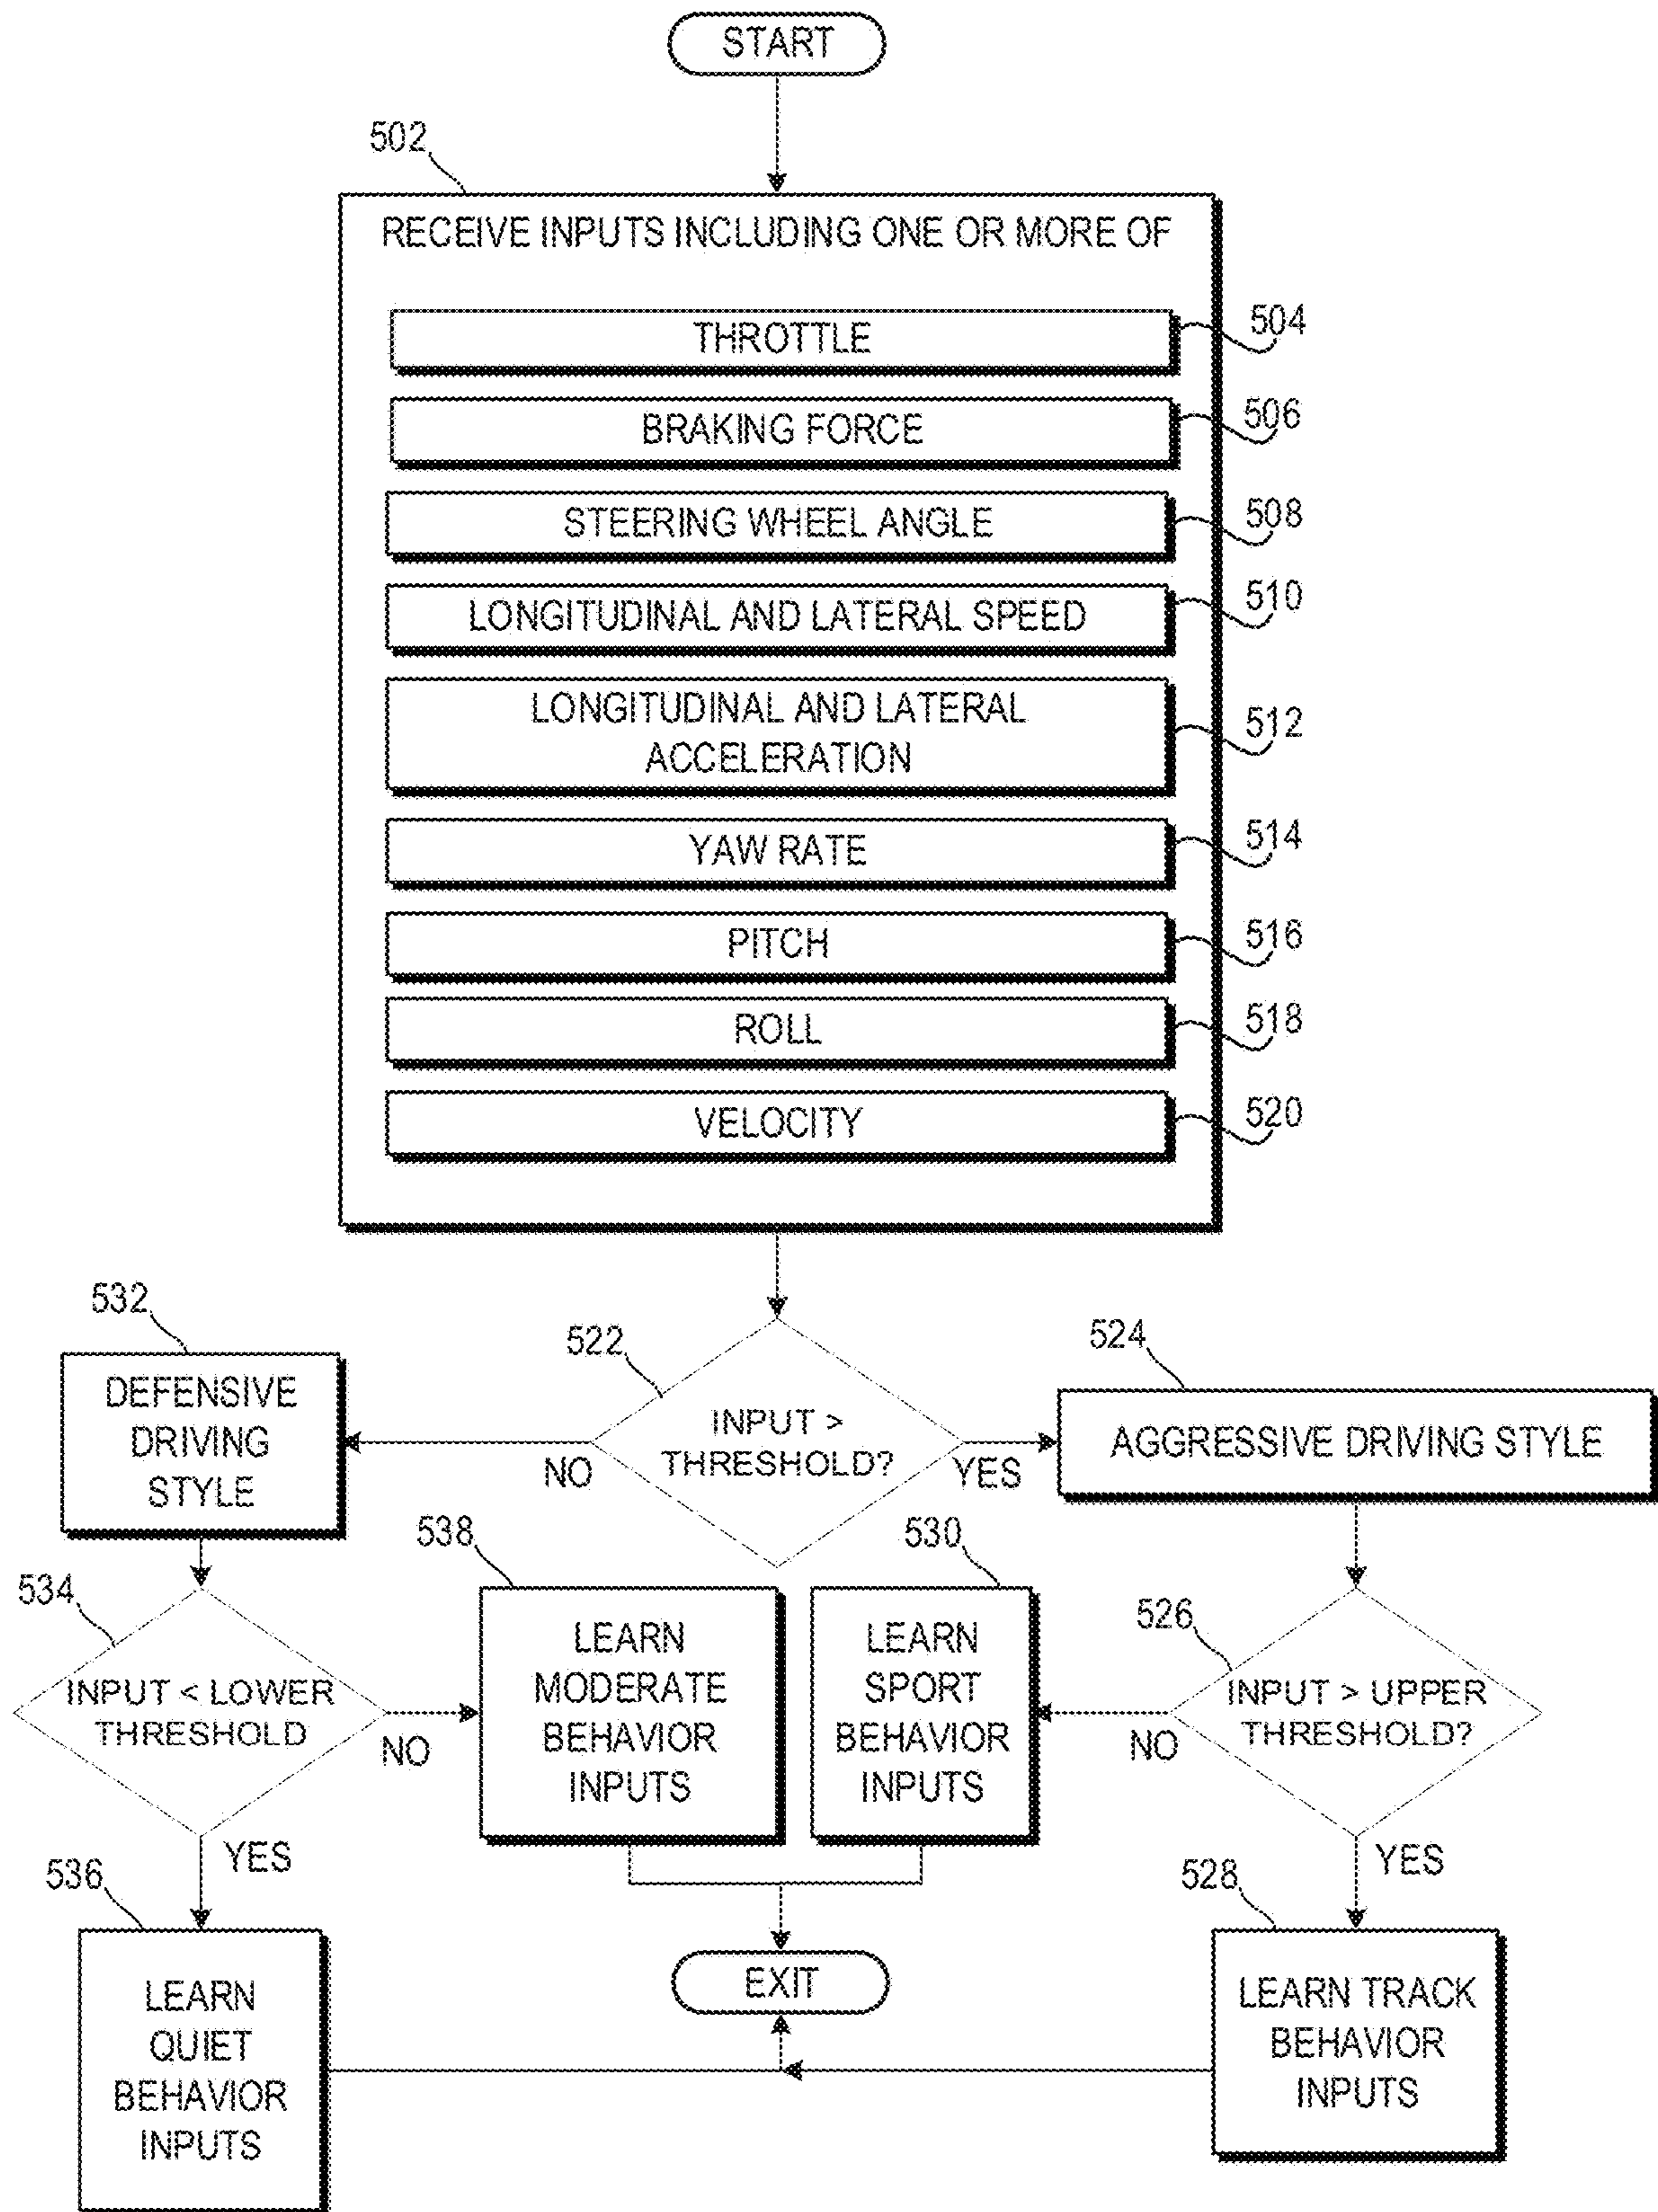 START
502
RECEIVE INPUTS INCLUDING ONE OR MORE OF
THROTTLE
504
BRAKING FORCE
506
STEERING WHEEL ANGLE
508
LONGITUDINAL AND LATERAL SPEED
510
LONGITUDINAL AND LATERAL
ACCELERATION
512
YAW RATE
514
PITCH
516
ROLL
518
VELOCITY
520
532
DEFENSIVE
DRIVING
STYLE
522
INPUT >
THRESHOLD?
NO
YES
524
AGGRESSIVE DRIVING STYLE
534
INPUT < LOWER
THRESHOLD
NO
YES
538
LEARN
MODERATE
BEHAVIOR
INPUTS
530
LEARN
SPORT
BEHAVIOR
INPUTS
526
INPUT > UPPER
THRESHOLD?
NO
YES
536
LEARN
QUIET
BEHAVIOR
INPUTS
EXIT
528
LEARN TRACK
BEHAVIOR
INPUTS